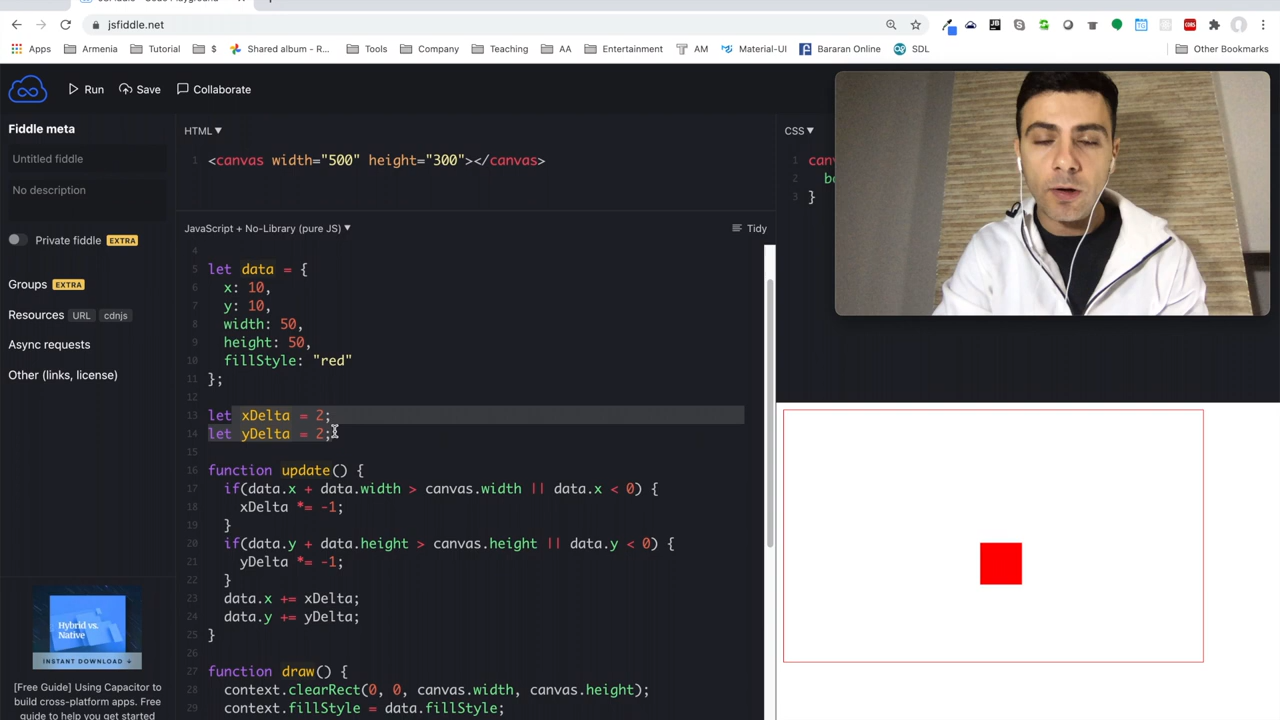 jsfiddle.net
Apps Armenia Tutorial $ Shared album - R... Tools Company Teaching AA Entertainment AM Material-UI Bararan Online SDL Other Bookmarks
Run Save Collaborate
Fiddle meta
Untitled fiddle
No description
Private fiddle EXTRA
Groups EXTRA
Resources URL cdnjs
Async requests
Other (links, license)
Hybrid vs. Native
INSTANT DOWNLOAD ↓
[Free Guide] Using Capacitor to
build cross-platform apps. Free
guide to help you get started
HTML▼
1 <canvas width="500" height="300"></canvas>
JavaScript + No-Library (pure JS) ▼ Tidy
4
5 let data = {
6 x: 10,
7 y: 10,
8 width: 50,
9 height: 50,
10 fillStyle: "red"
11 };
12
13 let xDelta = 2;
14 let yDelta = 2;
15
16 function update() {
17 if(data.x + data.width > canvas.width || data.x < 0) {
18 xDelta *= -1;
19 }
20 if(data.y + data.height > canvas.height || data.y < 0) {
21 yDelta *= -1;
22 }
23 data.x += xDelta;
24 data.y += yDelta;
25 }
26
27 function draw() {
28 context.clearRect(0, 0, canvas.width, canvas.height);
29 context.fillStyle = data.fillStyle;
CSS▼
1
2
3 }